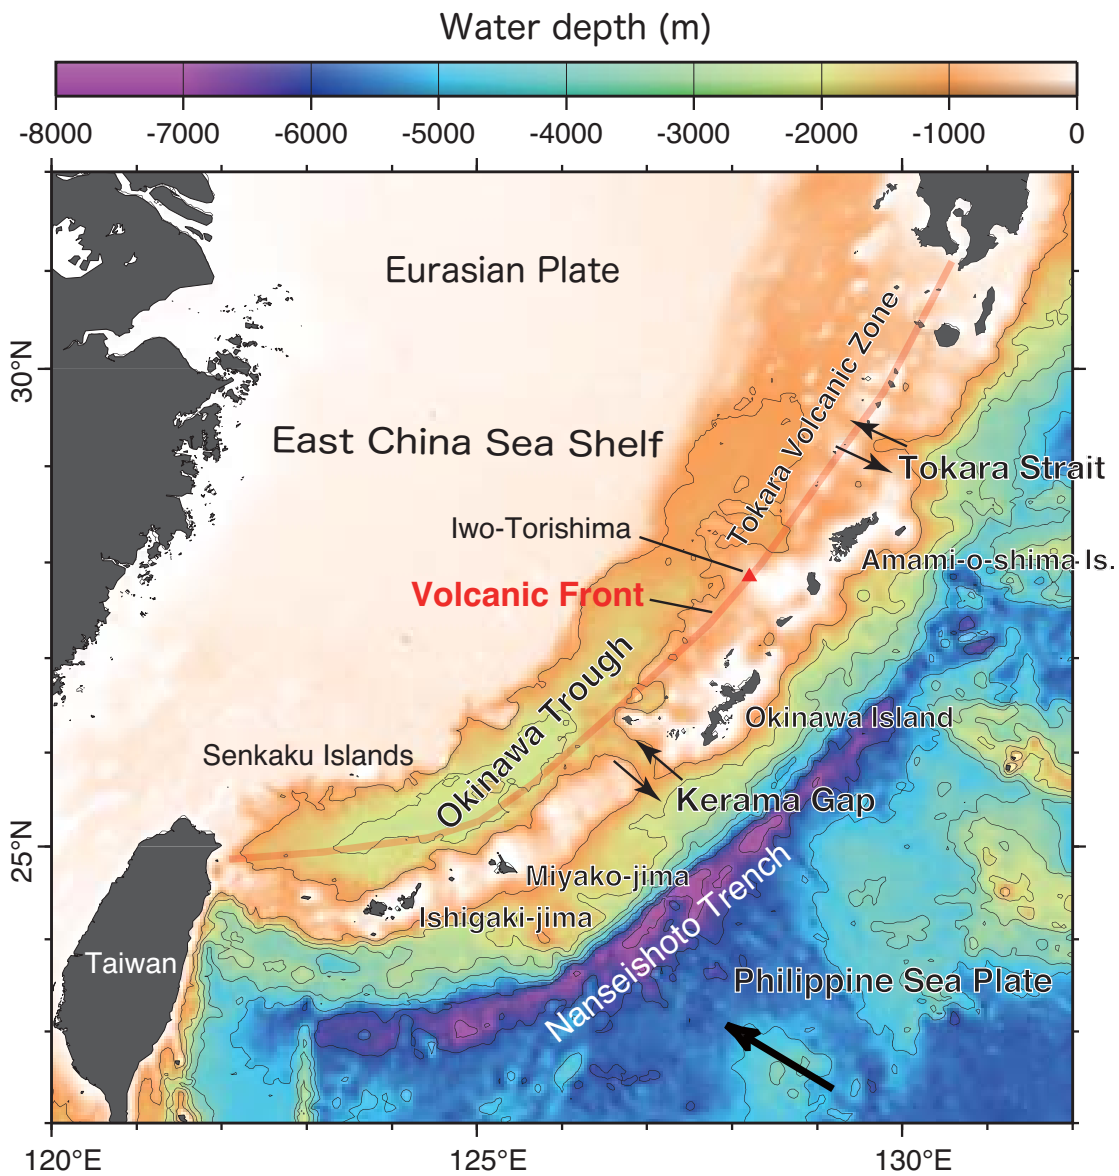 Water depth (m)
-8000 -7000 -6000 -5000 -4000 -3000 -2000 -1000 0
Eurasian Plate
Tokara Volcanic Zone
30°N
East China Sea Shelf
Tokara Strait
Iwo-Torishima
Amami-o-shima Is.
Volcanic Front
Okinawa Trough
Okinawa Island
Senkaku Islands
Kerama Gap
25°N
Miyako-jima
Ishigaki-jima
Nanseishoto Trench
Taiwan
Philippine Sea Plate
120°E 125°E 130°E